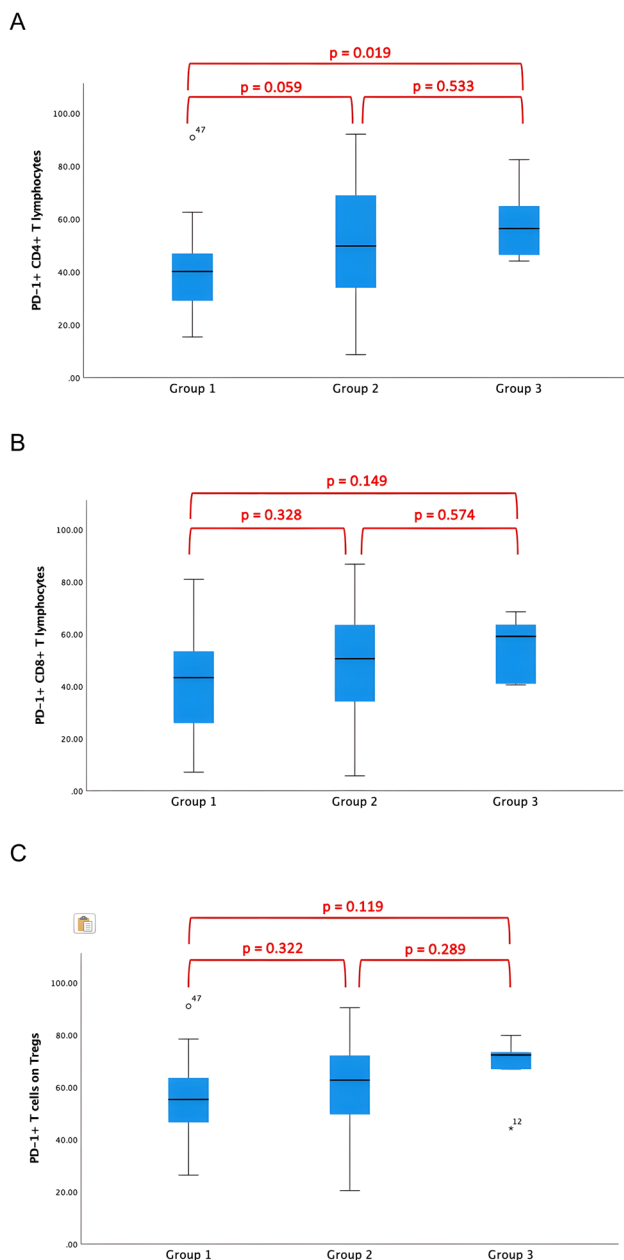 A
p = 0.019
p = 0.059
p = 0.533
100.00
80.00
60.00
40.00
20.00
.00
47
PD-1+ CD4+ T lymphocytes
Group 1
Group 2
Group 3
B
p = 0.149
p = 0.328
p = 0.574
100.00
80.00
60.00
40.00
20.00
.00
PD-1+ CD8+ T lymphocytes
Group 1
Group 2
Group 3
C
p = 0.119
p = 0.322
p = 0.289
100.00
80.00
60.00
40.00
20.00
.00
47
*12
PD-1+ T cells on Tregs
Group 1
Group 2
Group 3